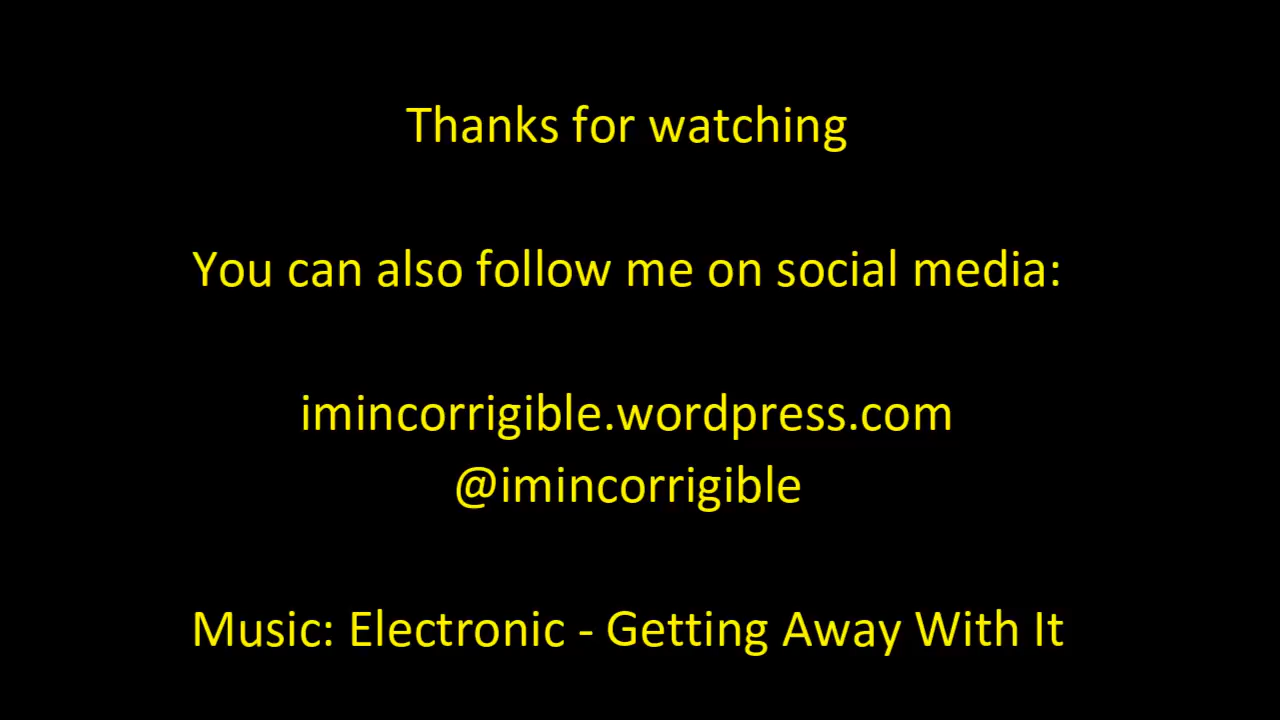 Thanks for watching
You can also follow me on social media:
imincorrigible.wordpress.com
@imincorrigible
Music: Electronic - Getting Away With It